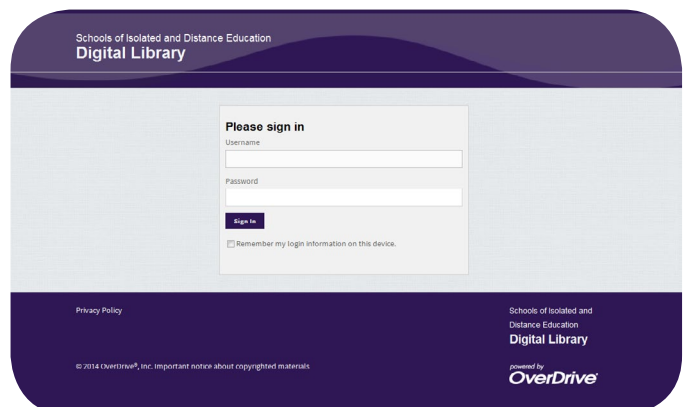 Schools of Isolated and Distance Education
Digital Library
Please sign in
Username
Password
Sign In
Remember my login information on this device.
Privacy Policy
© 2014 OverDrive®, Inc. Important notice about copyrighted materials
Schools of Isolated and
Distance Education
Digital Library
powered by
OverDrive®